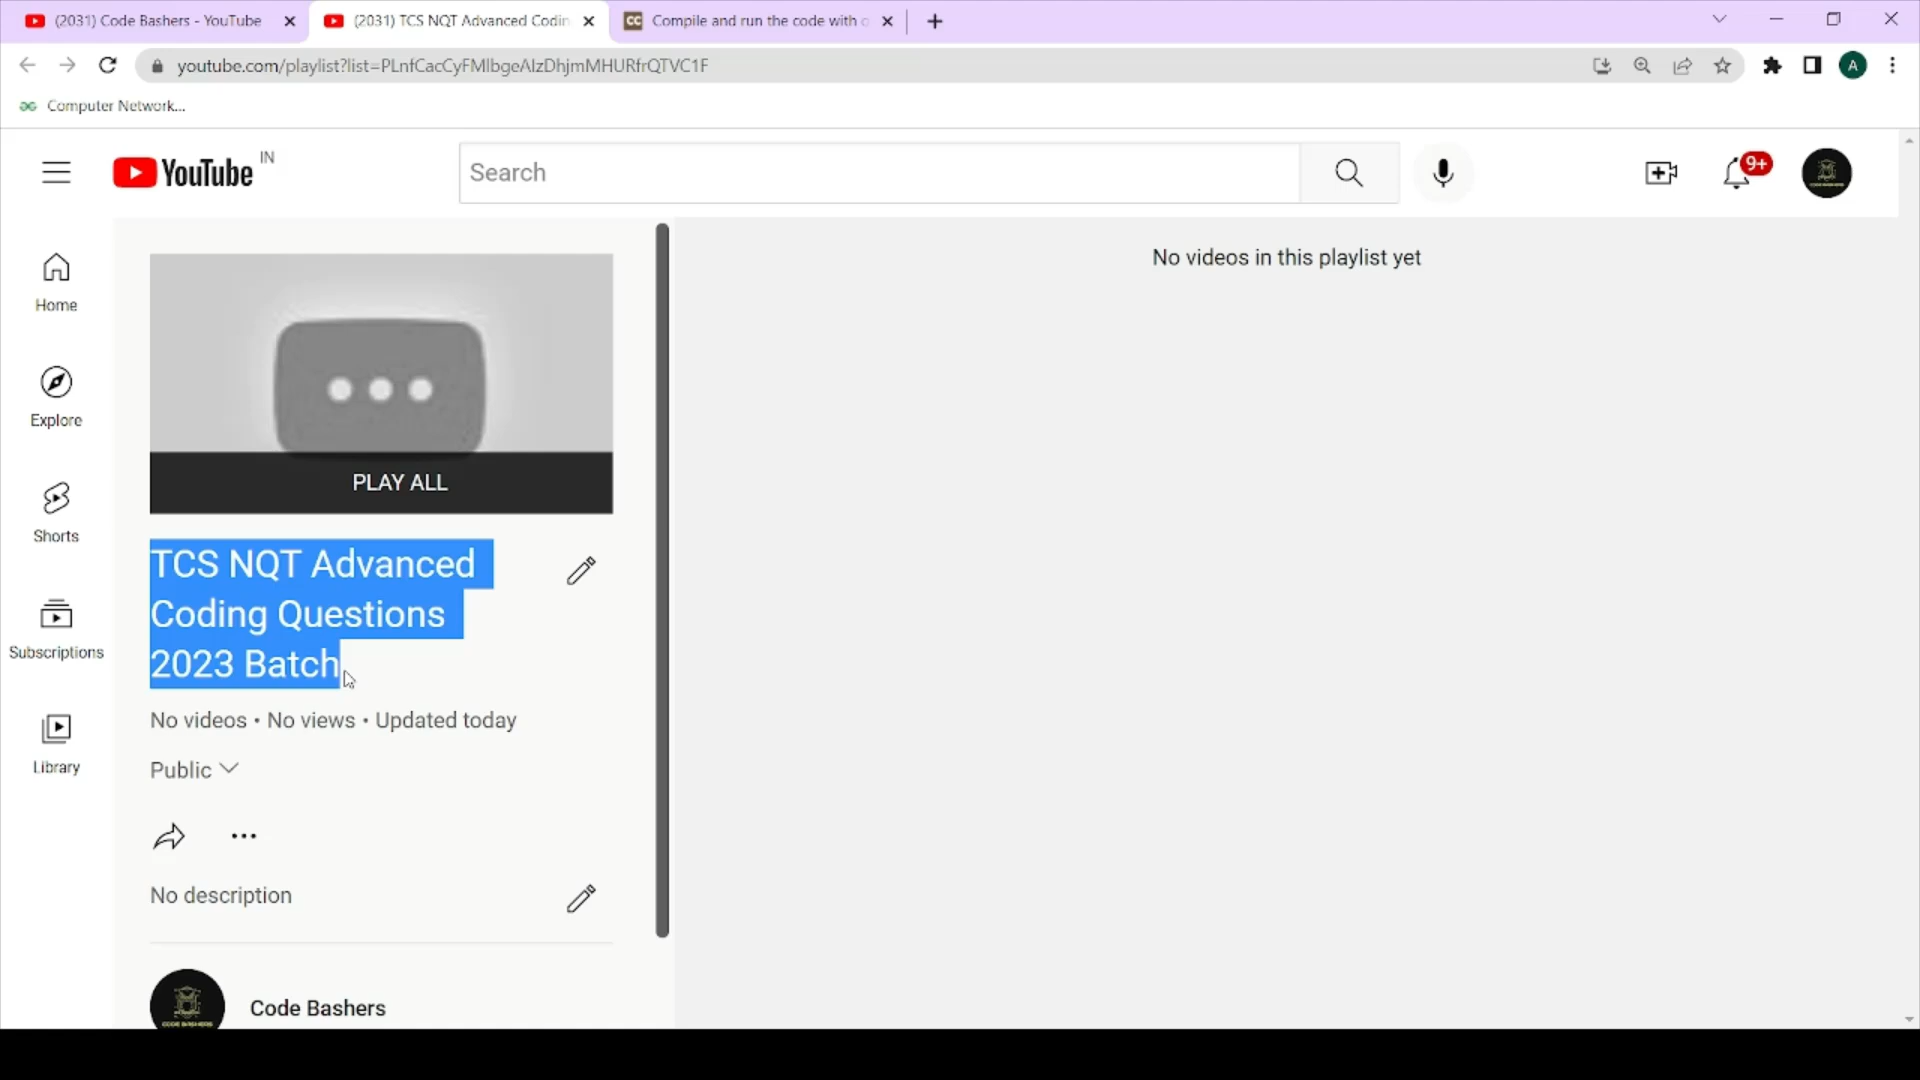 (2031) Code Bashers - YouTube
(2031) TCS NQT Advanced Codin
CC Compile and run the code with o
youtube.com/playlist?list=PLnfCacCyFMlbgeAlzDhjmMHURfrQTVC1F
A
Computer Network...
YouTube IN
Search
9+
Home
Explore
Shorts
Subscriptions
Library
PLAY ALL
TCS NQT Advanced
Coding Questions
2023 Batch
No videos • No views • Updated today
Public
No description
CODE BASHERS
Code Bashers
No videos in this playlist yet